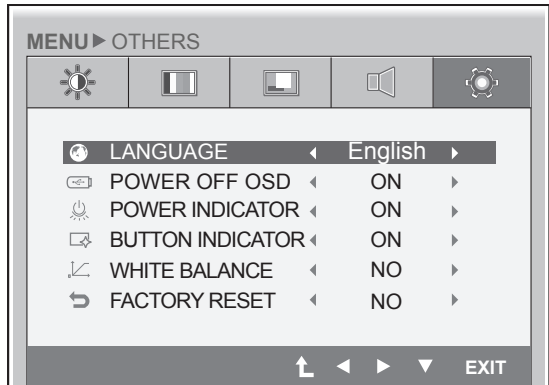 MENU▶ OTHERS
LANGUAGE English
POWER OFF OSD ON
POWER INDICATOR ON
BUTTON INDICATOR ON
WHITE BALANCE NO
FACTORY RESET NO
EXIT